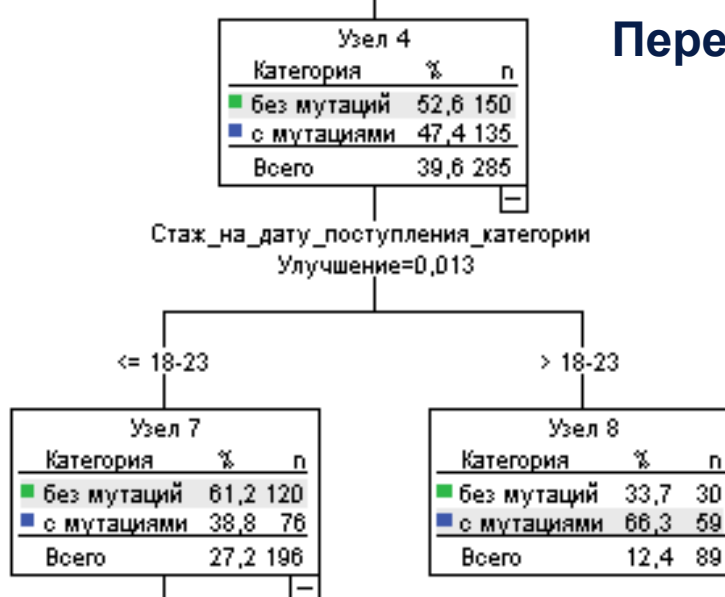 Пере
Узел 4
Категория % n
без мутаций 52,6 150
с мутациями 47,4 135
Всего 39,6 285
Стаж_на_дату_поступления_категории
Улучшение=0,013
<= 18-23
> 18-23
Узел 7
Категория % n
без мутаций 61,2 120
с мутациями 38,8 76
Всего 27,2 196
Узел 8
Категория % n
без мутаций 33,7 30
с мутациями 66,3 59
Всего 12,4 89